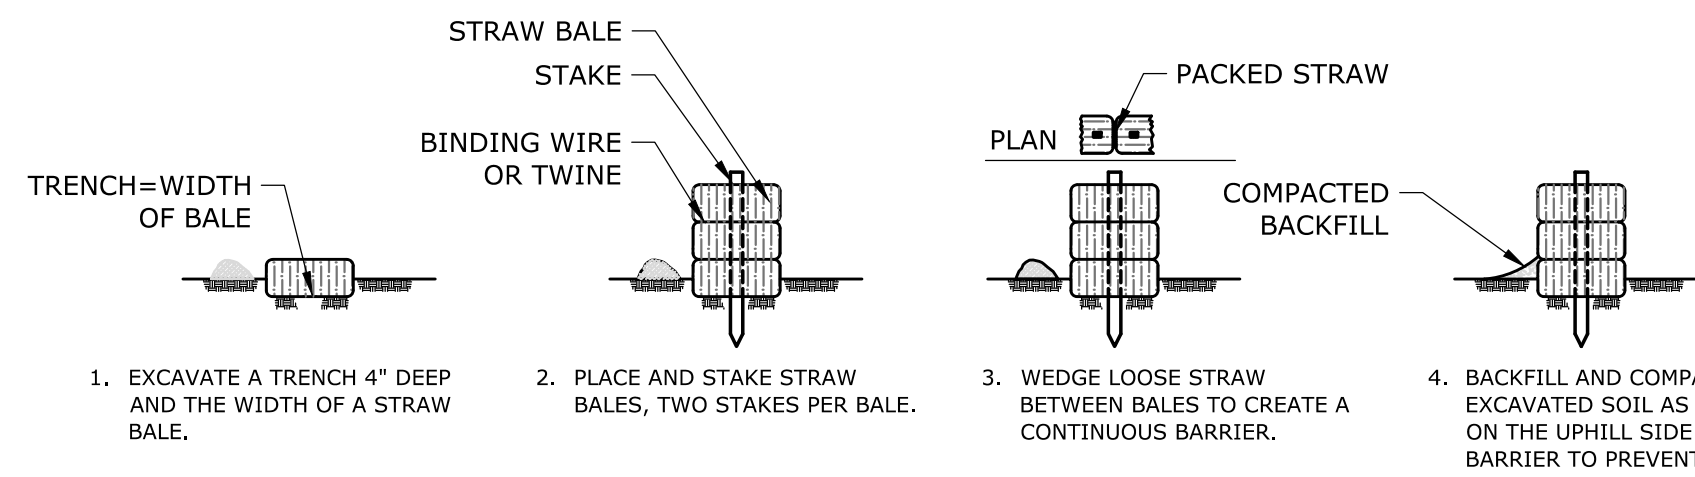 STRAW BALE
STAKE
BINDING WIRE
OR TWINE
TRENCH=WIDTH
OF BALE
PACKED STRAW
PLAN
COMPACTED
BACKFILL
1. EXCAVATE A TRENCH 4" DEEP
AND THE WIDTH OF A STRAW
BALE.
2. PLACE AND STAKE STRAW
BALES, TWO STAKES PER BALE.
3. WEDGE LOOSE STRAW
BETWEEN BALES TO CREATE A
CONTINUOUS BARRIER.
4. BACKFILL AND COMPA
EXCAVATED SOIL AS
ON THE UPHILL SIDE
BARRIER TO PREVENT